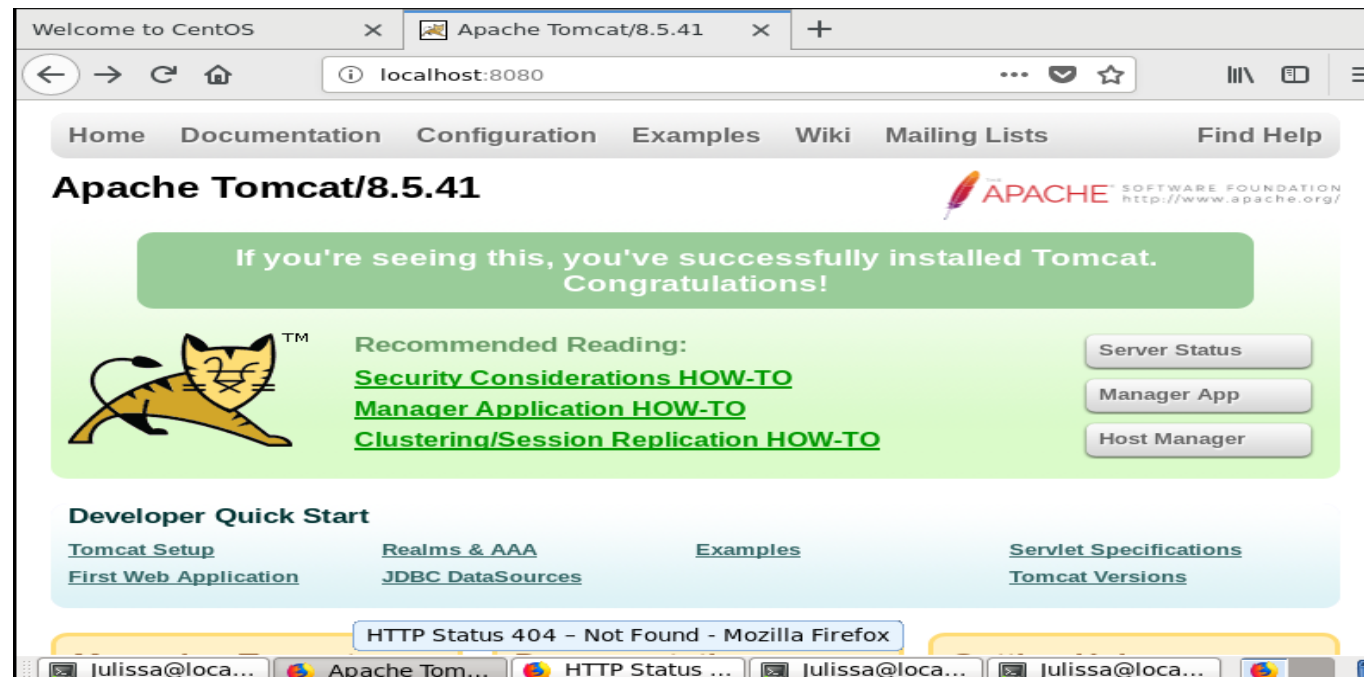 Welcome to CentOS
Apache Tomcat/8.5.41
localhost:8080
Home Documentation Configuration Examples Wiki Mailing Lists Find Help
Apache Tomcat/8.5.41
APACHE SOFTWARE FOUNDATION
http://www.apache.org/
If you're seeing this, you've successfully installed Tomcat.
Congratulations!
TM
Recommended Reading:
Security Considerations HOW-TO
Manager Application HOW-TO
Clustering/Session Replication HOW-TO
Server Status
Manager App
Host Manager
Developer Quick Start
Tomcat Setup
First Web Application
Realms & AAA
JDBC DataSources
Examples
Servlet Specifications
Tomcat Versions
HTTP Status 404 – Not Found - Mozilla Firefox
Julissa@loca... Apache Tom... HTTP Status ... Julissa@loca... Julissa@loca...